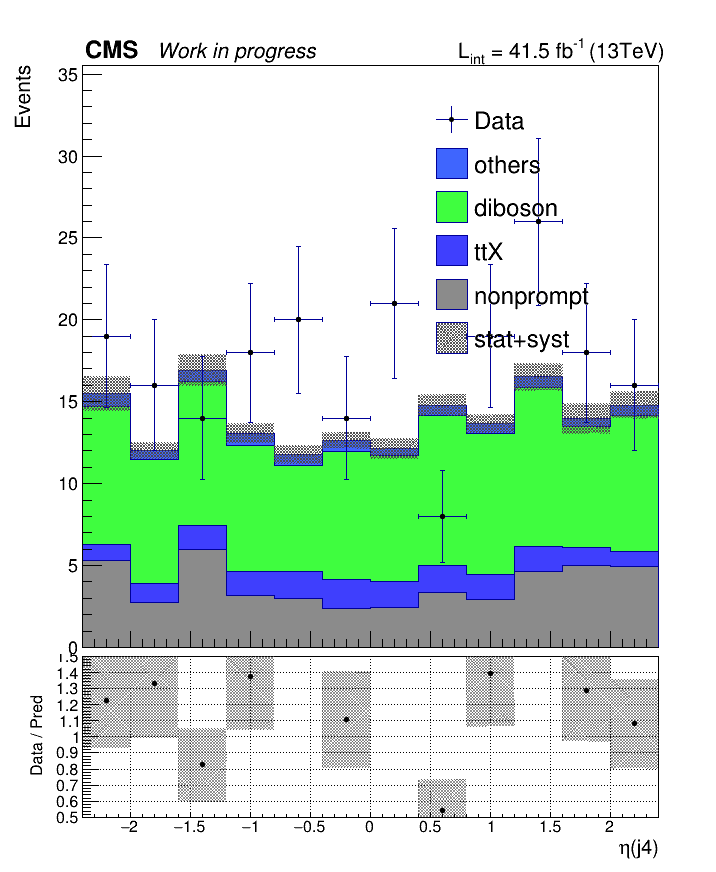 CMS Work in progress L_int = 41.5 fb⁻¹ (13TeV)
Events
35
30
25
20
15
10
5
0
Data
others
diboson
ttX
nonprompt
stat+syst
Data / Pred
1.5
1.4
1.3
1.2
1.1
1
0.9
0.8
0.7
0.6
0.5
−2 −1.5 −1 −0.5 0 0.5 1 1.5 2
η(j4)